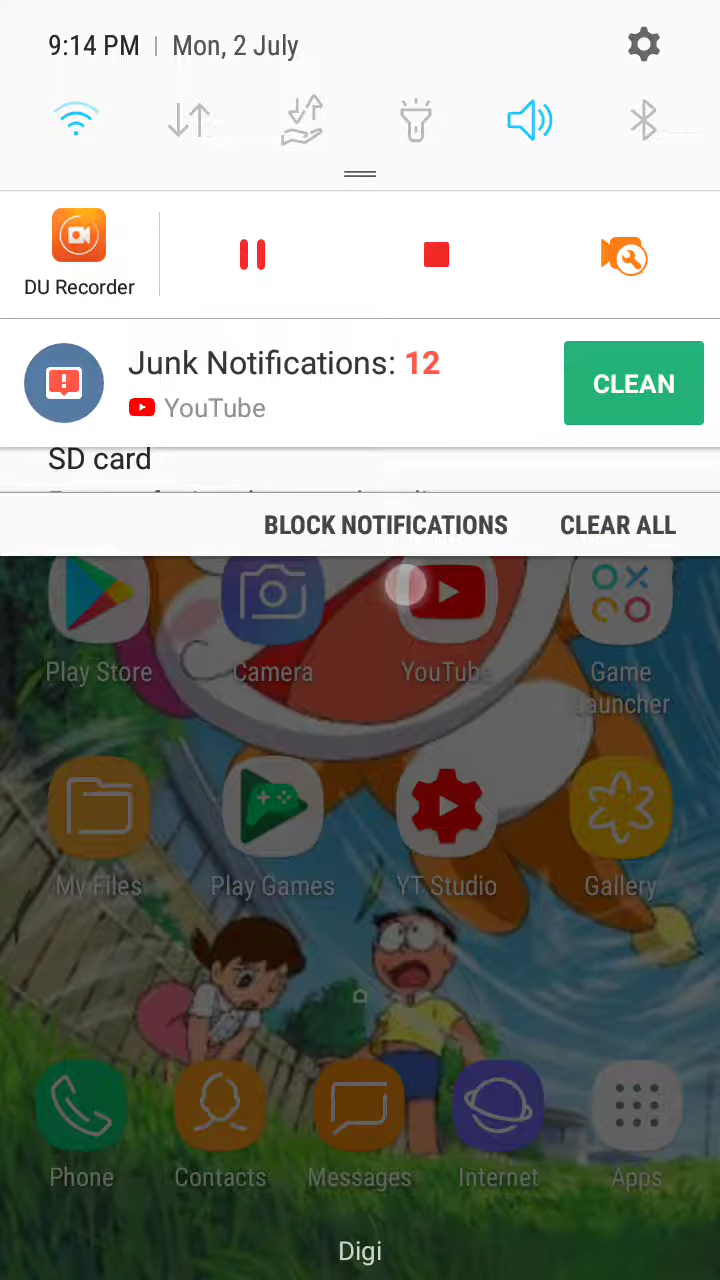 9:14 PM | Mon, 2 July
DU Recorder
Junk Notifications: 12
YouTube
CLEAN
SD card
BLOCK NOTIFICATIONS CLEAR ALL
Play Store Camera YouTube Game
Launcher
My Files Play Games YT Studio Gallery
Phone Contacts Messages Internet Apps
Digi